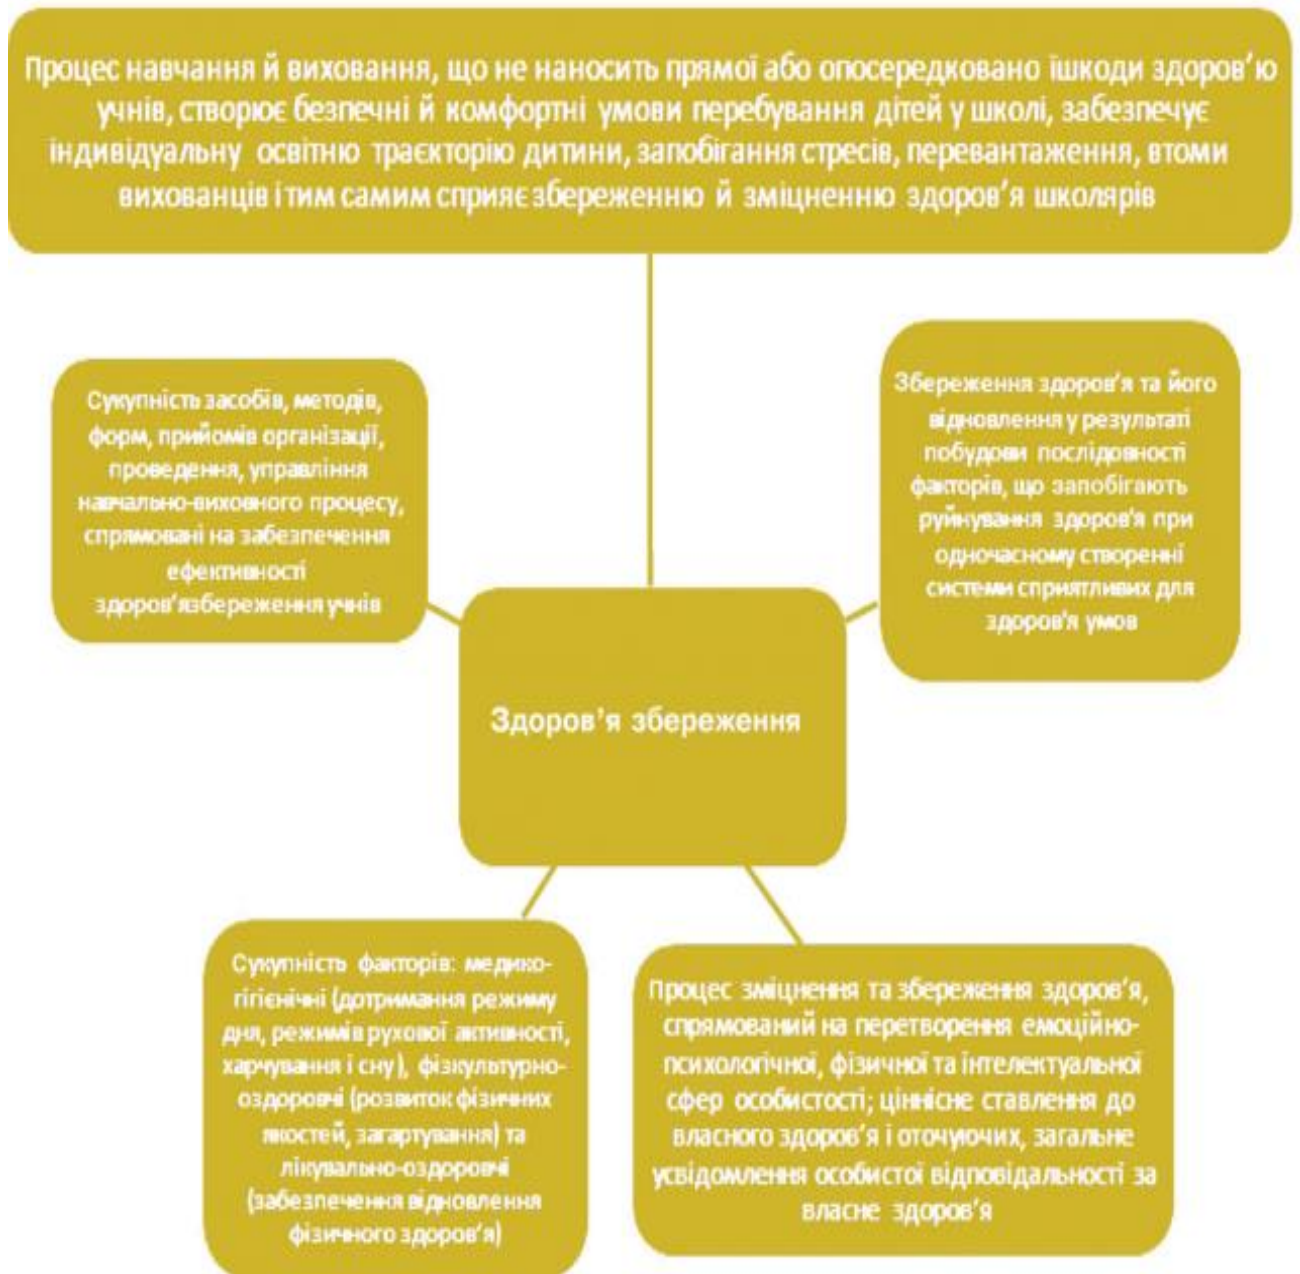 Процес навчання й виховання, що не наносить прямої або опосередковано їшкоди здоров'ю
учнів, створює безпечні й комфортні умови перебування дітей у школі, забезпечує
індивідуальну освітню траєкторію дитини, запобігання стресів, перевантаження, втоми
вихованців ітим самим сприяє збереженню й зміцненню здоров'я школярів
Сукупність засобів, методів,
форм, прийомів організації,
проведення, управління
навчально-виховного процесу,
спрямовані на забезпечення
ефективності
здоров'язбереження учнів
Збереження здоров'я та його
відновлення у результаті
побудови послідовності
факторів, що запобігають
руйнування здоров'я при
одночасному створенні
системи сприятливих для
здоров'я умов
Здоров'я збереження
Сукупність факторів: медико-
гігієнічні (дотримання режиму
дня, режимів рухової активності,
харчування і сну), фізкультурно-
оздоровчі (розвиток фізичних
якостей, загартування) та
лікувально-оздоровчі
(забезпечення відновлення
фізичного здоров'я)
Процес зміцнення та збереження здоров'я,
спрямований на перетворення емоційно-
психологічної, фізичної та інтелектуальної
сфер особистості; ціннісне ставлення до
власного здоров'я і оточуючих, загальне
усвідомлення особистої відповідальності за
власне здоров'я